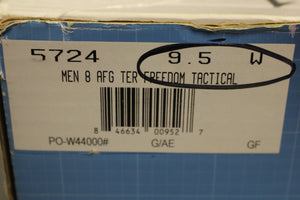 5724 9.5 W
MEN 8 AFG TER FREEDOM TACTICAL
8 46634 00952 7
PO-W44000# G/AE GF